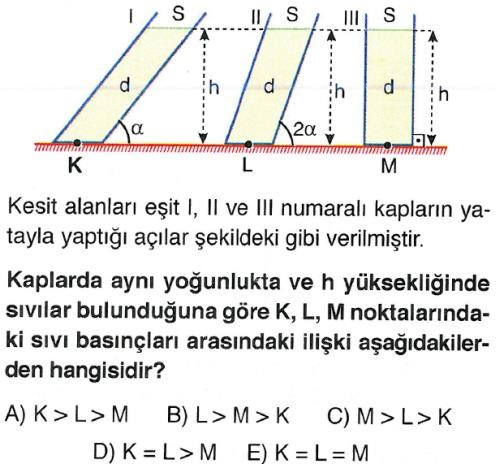 I S II S III S
d h d h d h
α 2α
K L M
Kesit alanları eşit I, II ve III numaralı kapların ya-
tayla yaptığı açılar şekildeki gibi verilmiştir.
Kaplarda aynı yoğunlukta ve h yüksekliğinde
sıvılar bulunduğuna göre K, L, M noktalarında-
ki sıvı basınçları arasındaki ilişki aşağıdakiler-
den hangisidir?
A) K > L > M B) L > M > K C) M > L > K
D) K = L > M E) K = L = M